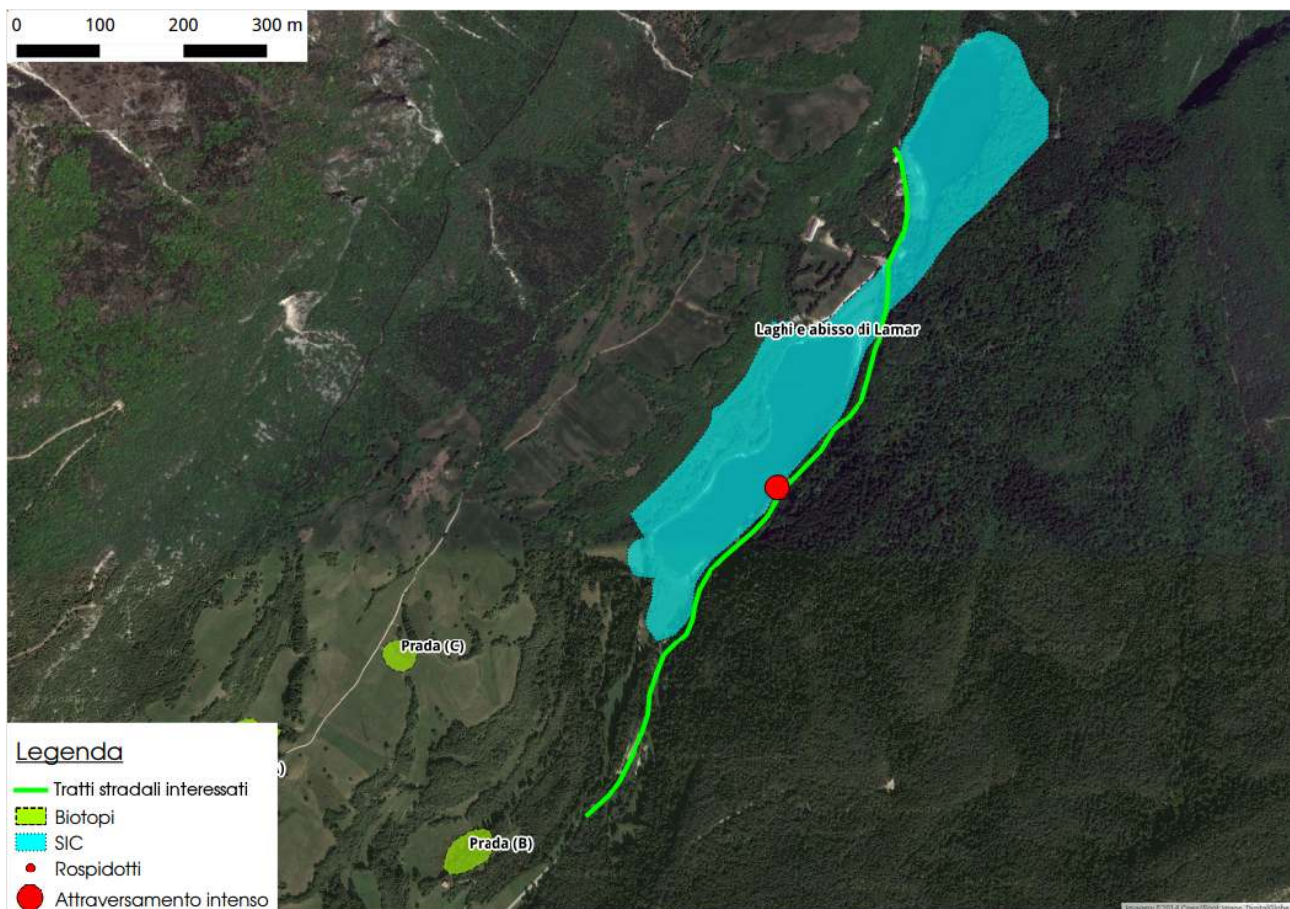 0 100 200 300 m
Laghi e abisso di Lamar
Prada (C)
Prada (B)
Legenda
Tratti stradali interessati
Biotopi
SIC
Rospidotti
Attraversamento intenso